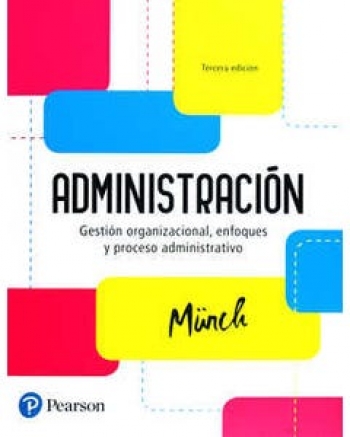 Tercera edición
ADMINISTRACIÓN
Gestión organizacional, enfoques
y proceso administrativo
Münch
Pearson